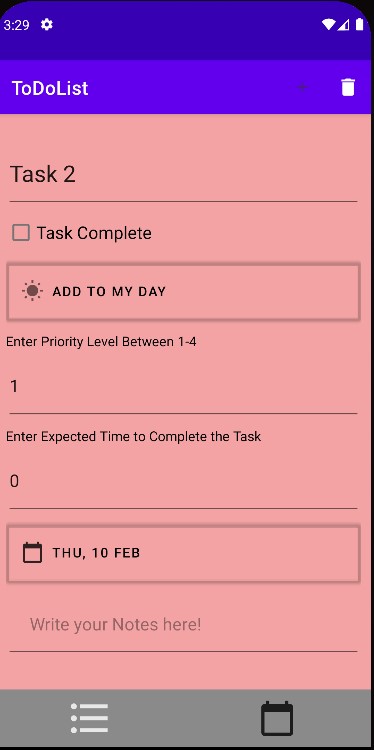 3:29
ToDoList
Task 2
Task Complete
ADD TO MY DAY
Enter Priority Level Between 1-4
1
Enter Expected Time to Complete the Task
0
THU, 10 FEB
Write your Notes here!